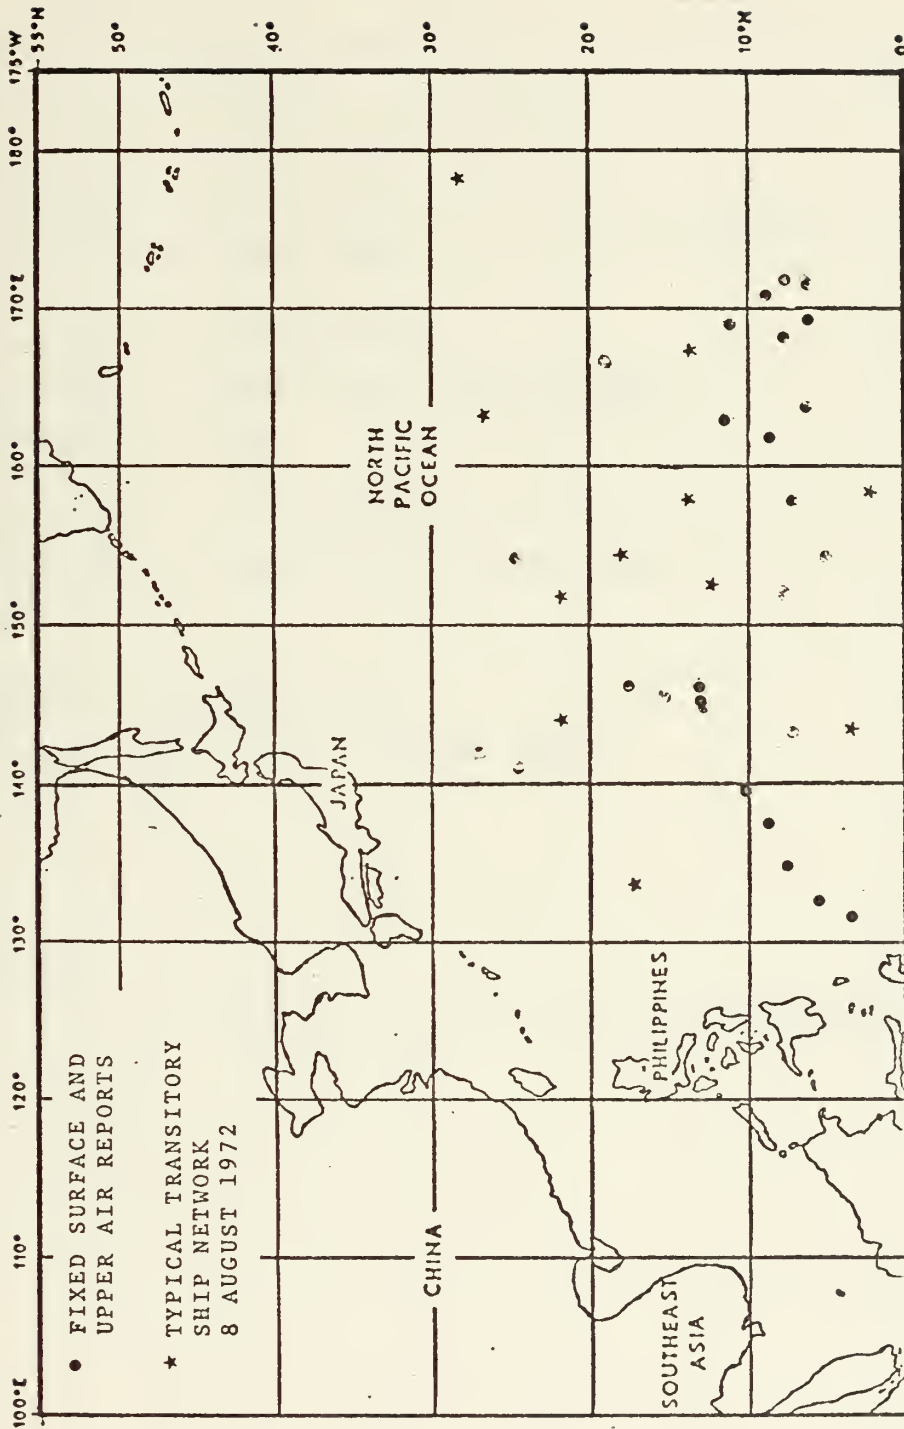 100°E 110° 120° 130° 140° 150° 160° 170°E 180° 175°W
55°N
50°
FIXED SURFACE AND
UPPER AIR REPORTS
TYPICAL TRANSITORY
SHIP NETWORK
8 AUGUST 1972
40°
JAPAN
NORTH
PACIFIC
OCEAN
CHINA
30°
20°
PHILIPPINES
SOUTHEAST
ASIA
10°N
0°